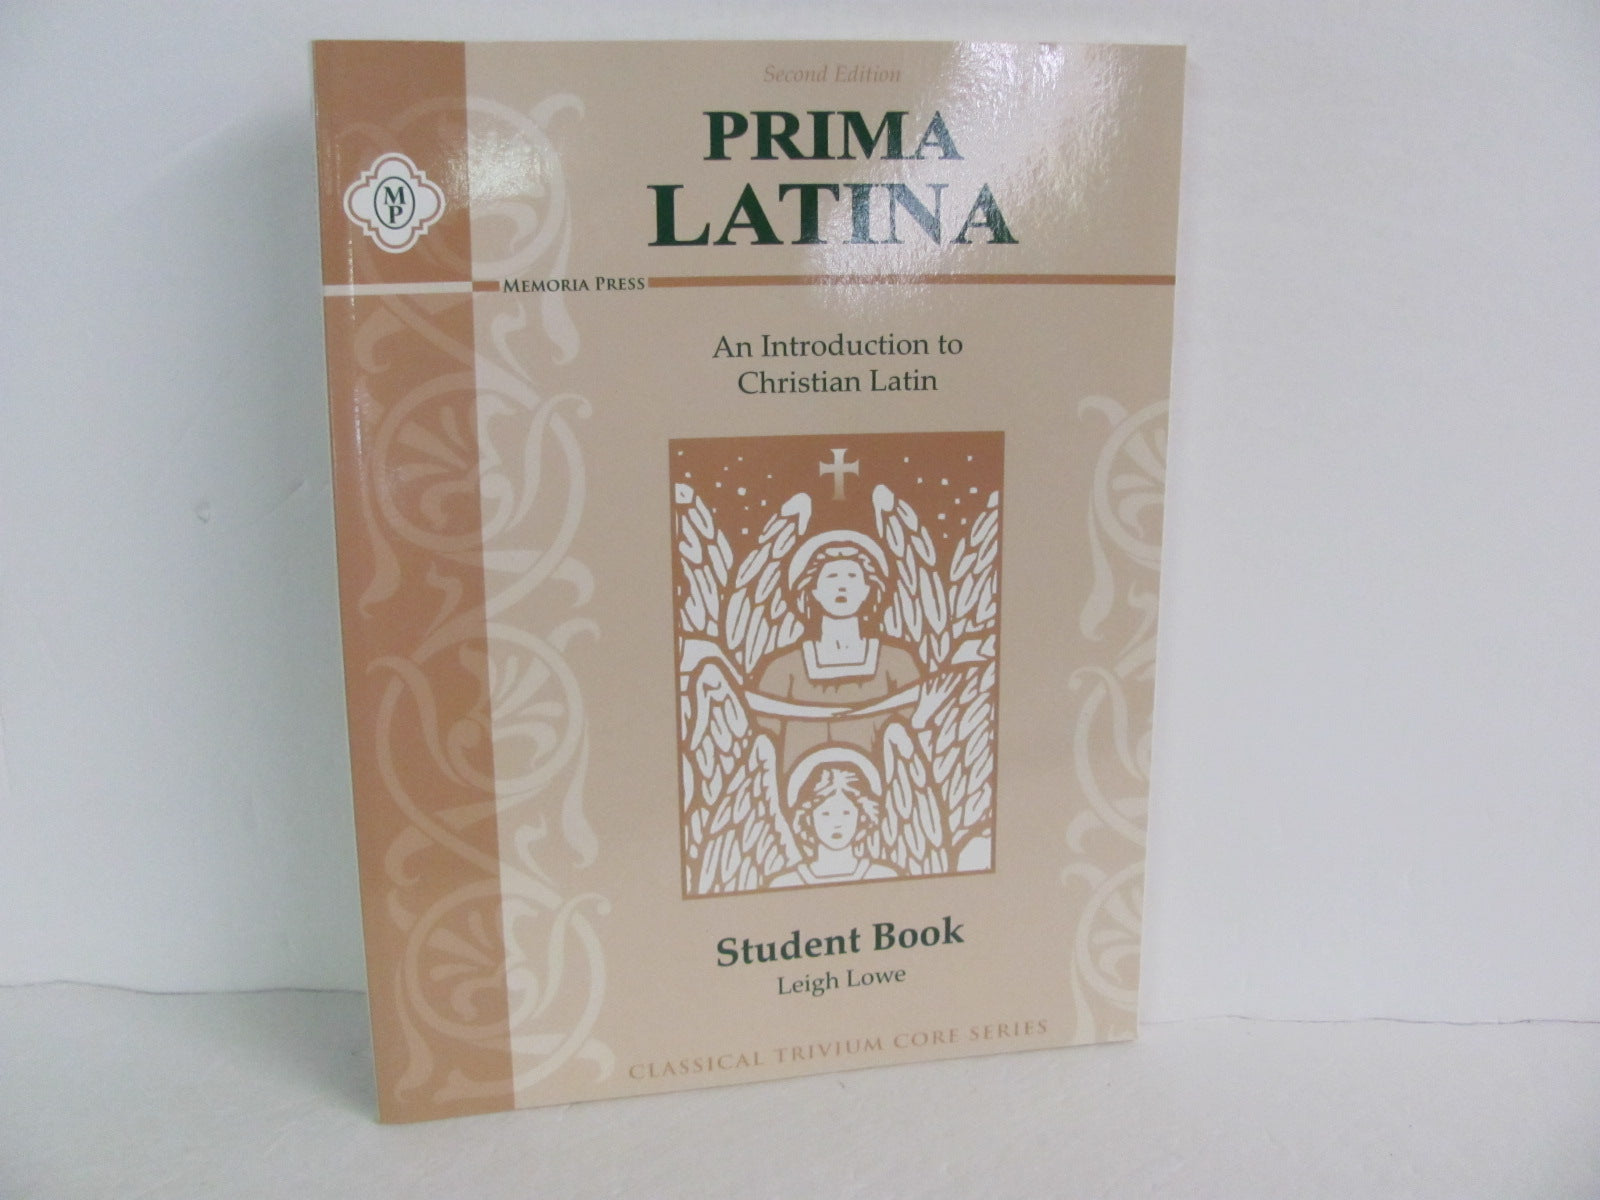 Second Edition
PRIMA
LATINA
M
P
MEMORIA PRESS
An Introduction to
Christian Latin
Student Book
Leigh Lowe
CLASSICAL TRIVIUM CORE SERIES